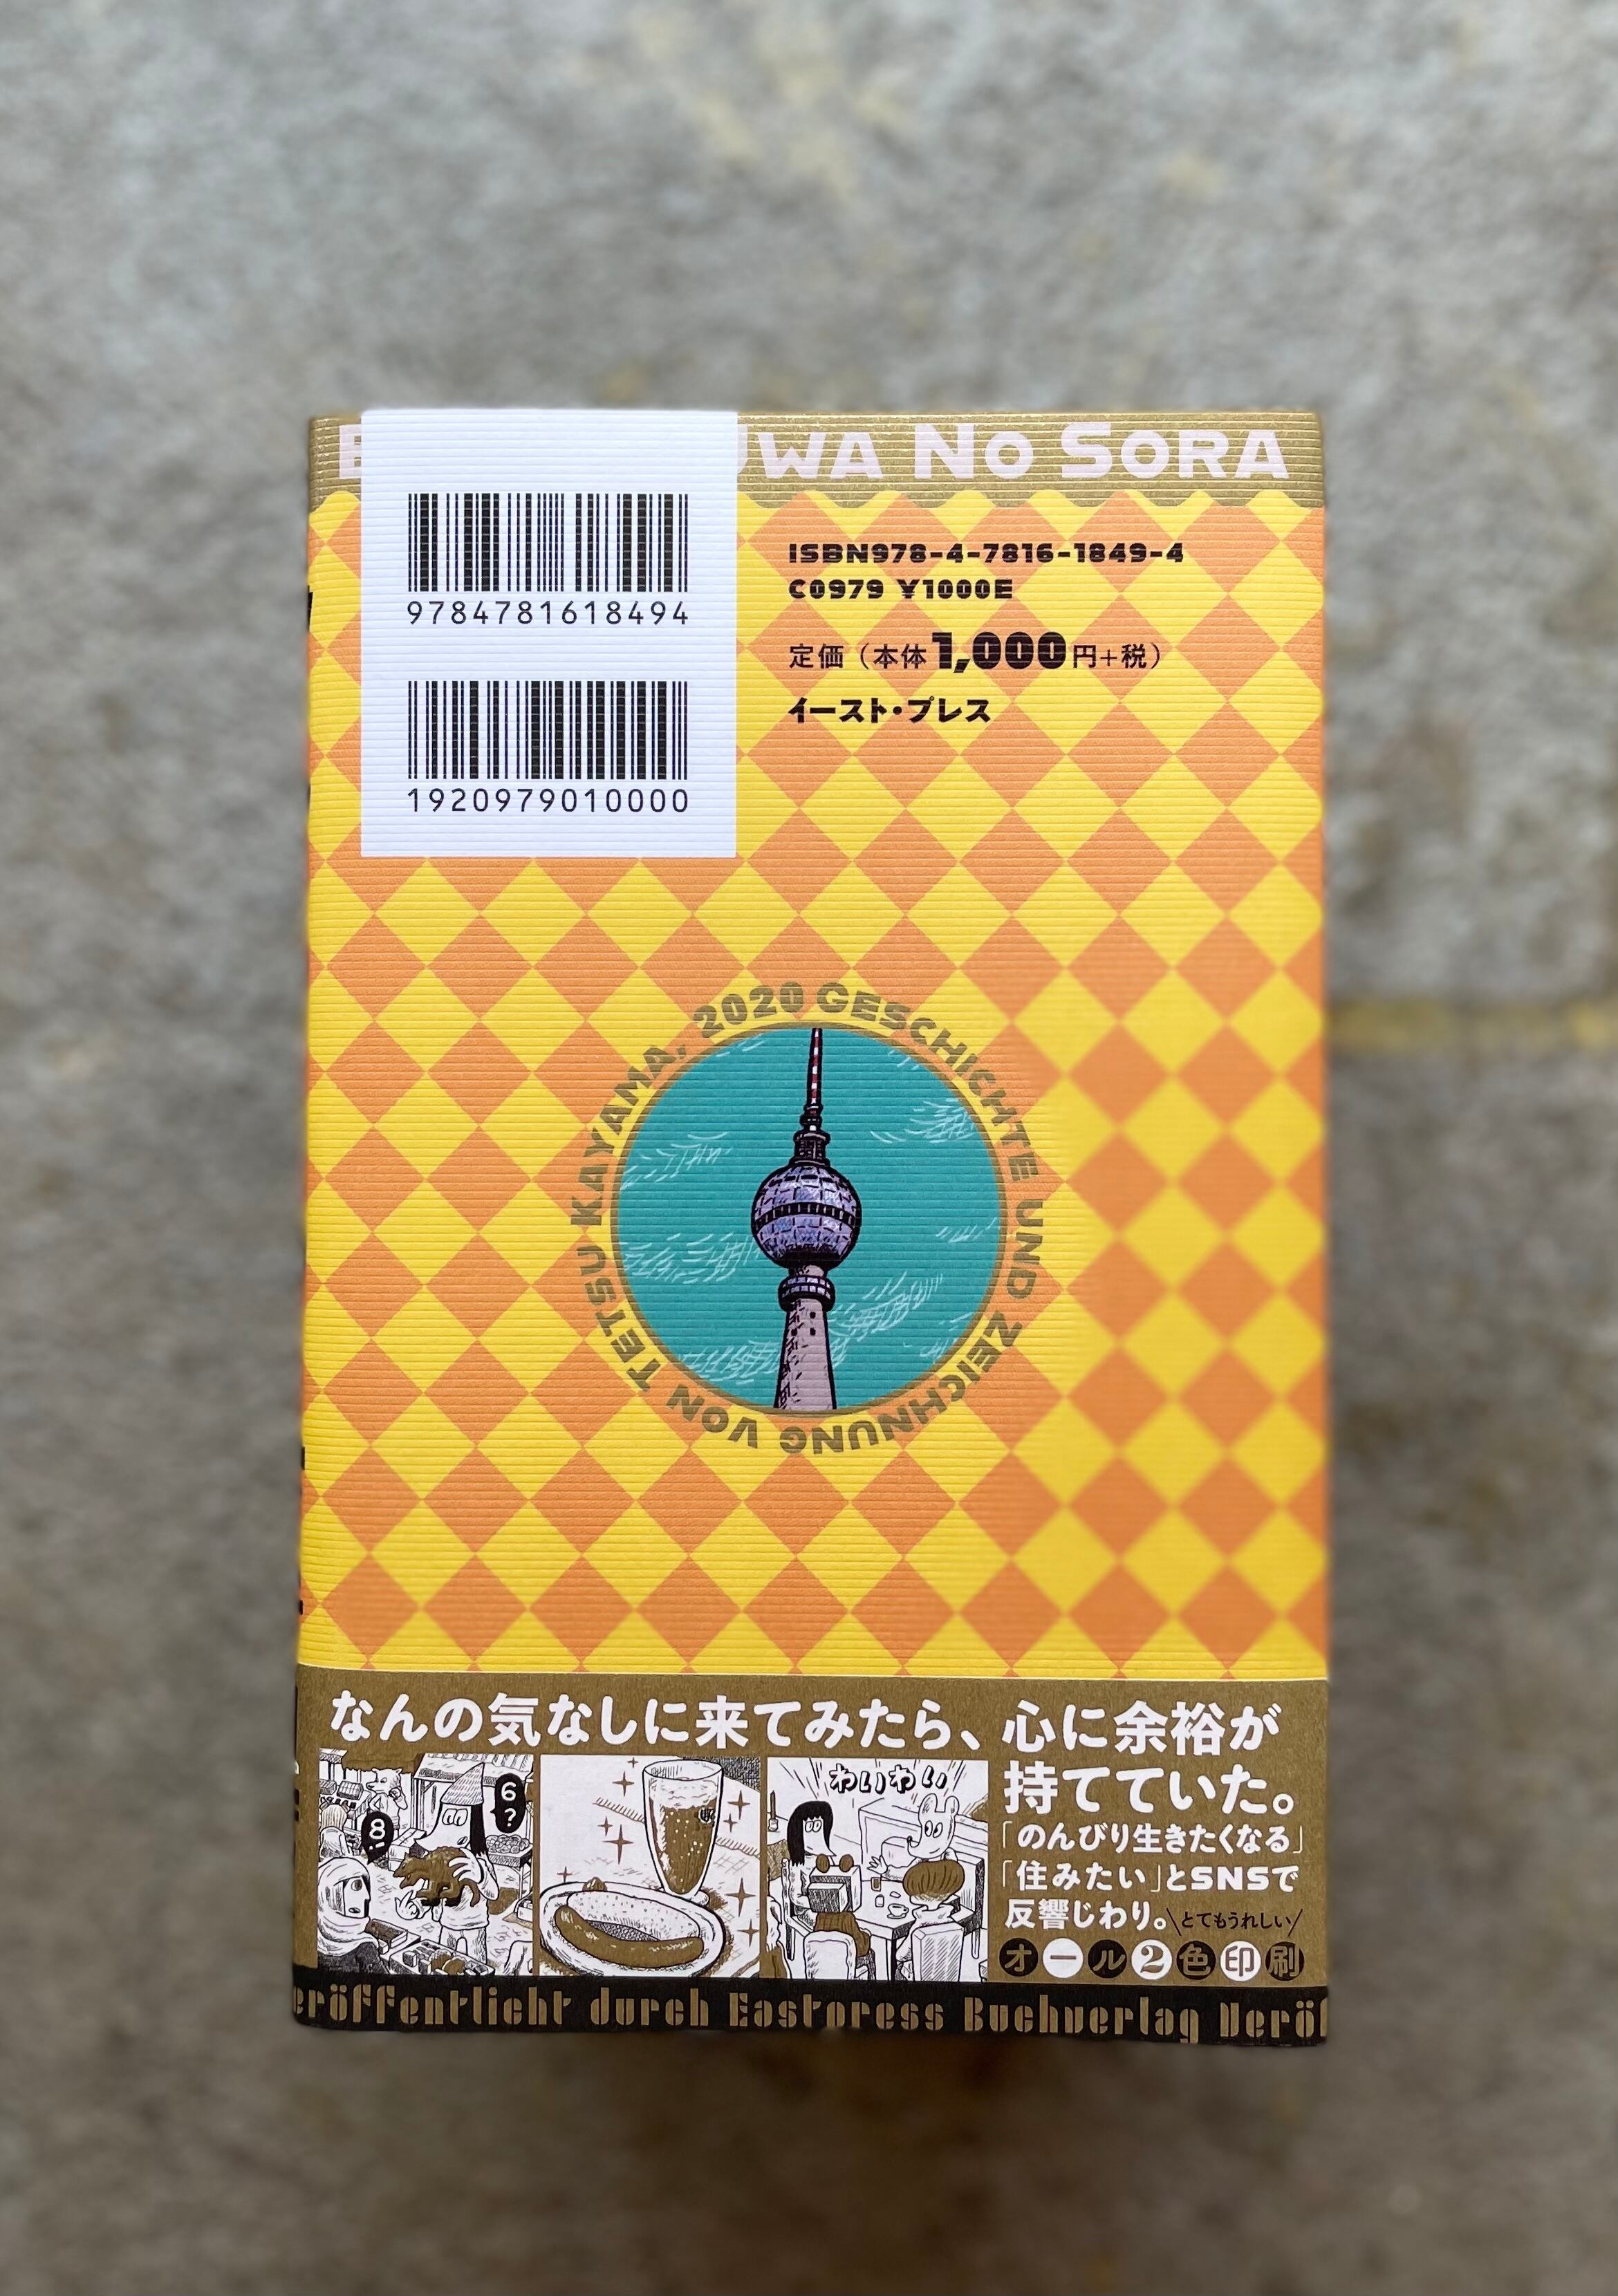 UWA NO SORA
9784781618494
1920979010000
ISBN978-4-7816-1849-4
C0979 ¥1000E
定価（本体1,000円+税）
イースト・プレス
GESCHICHTE UND ZEICHNUNG VON TETSU KAYAMA, 2020
なんの気なしに来てみたら、心に余裕が
持てていた。
「のんびり生きたくなる」
「住みたい」とSNSで
反響じわり。
\とてもうれしい/
オール2色印刷
6?
8
わいわい
eröffentlicht durch Eastpress Buchverlag Veröf